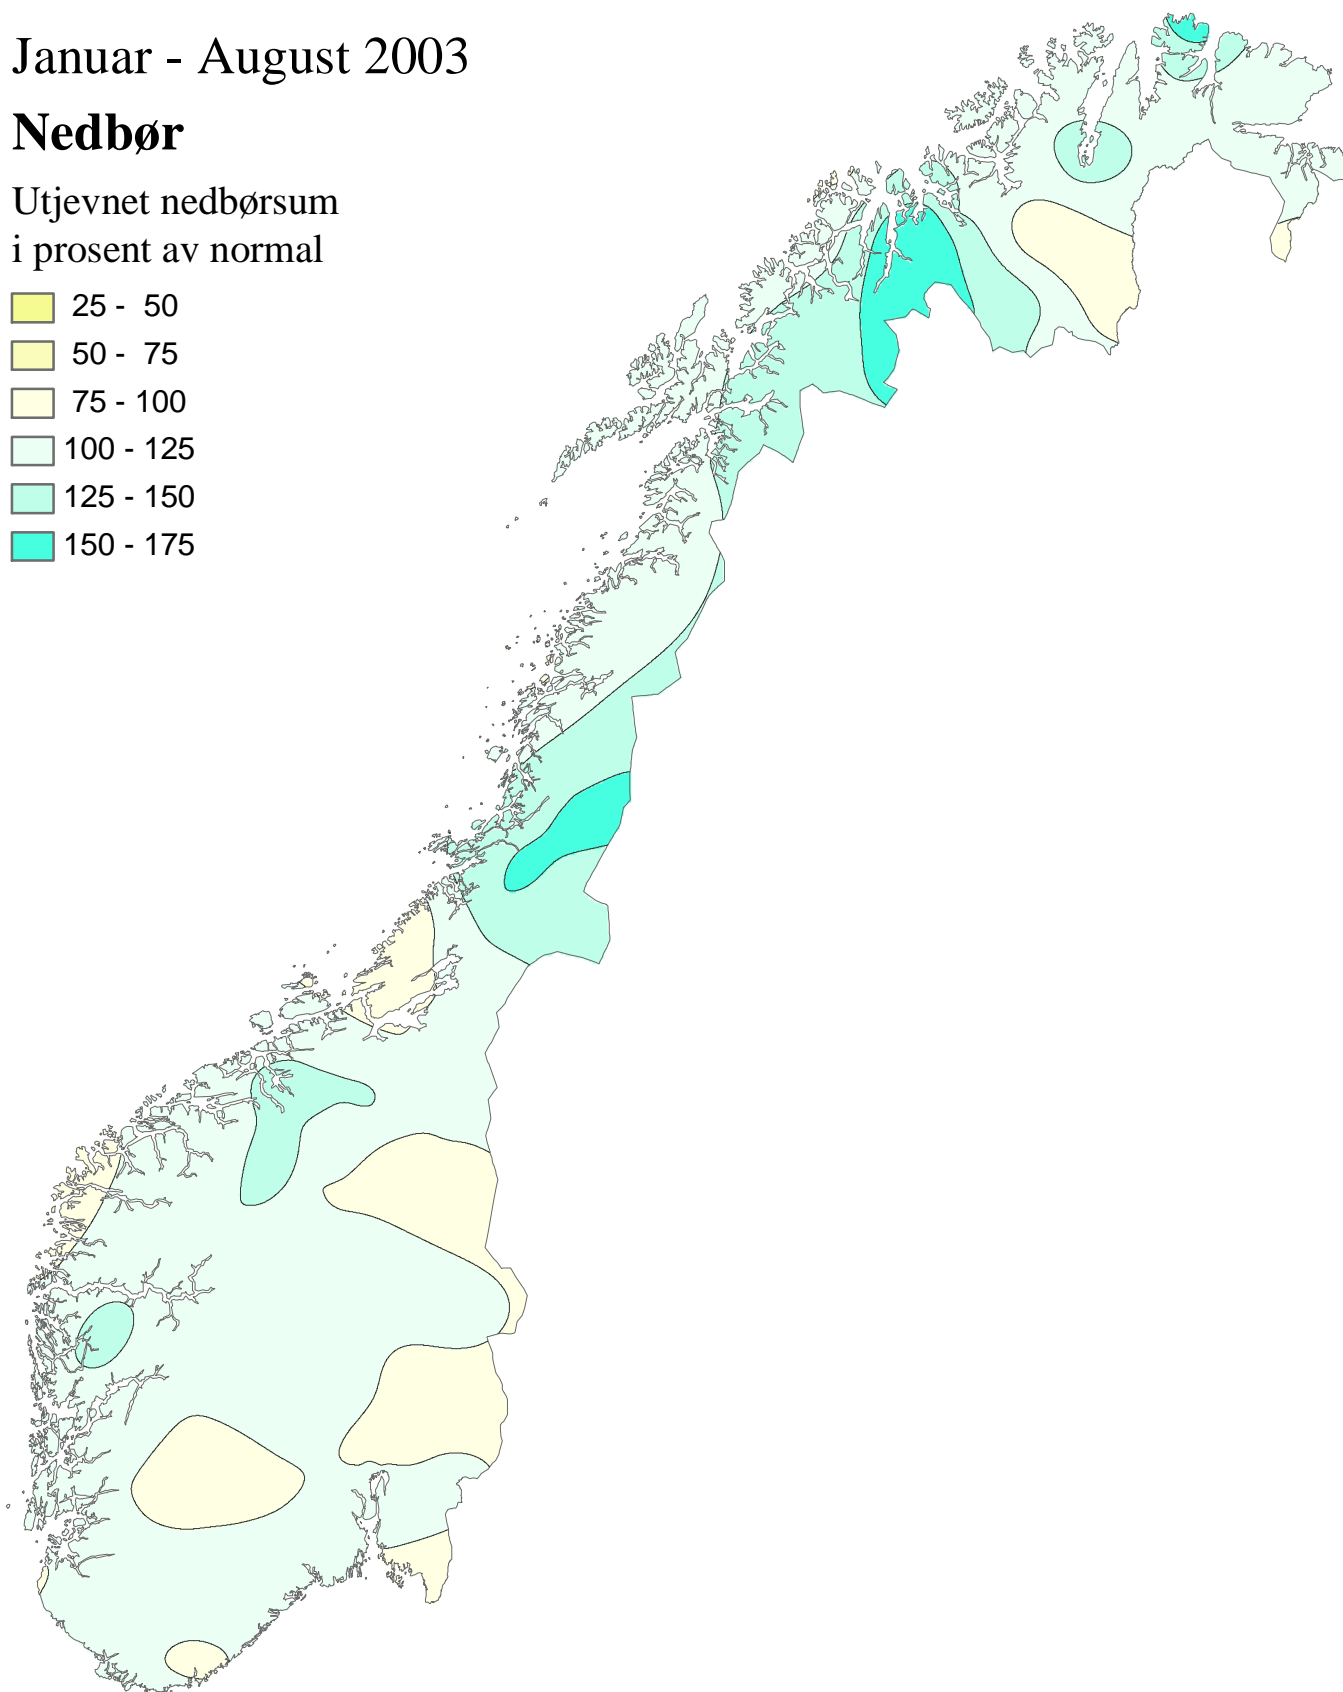 Januar - August 2003
Nedbør
Utjevnet nedbørsum
i prosent av normal
25 - 50
50 - 75
75 - 100
100 - 125
125 - 150
150 - 175